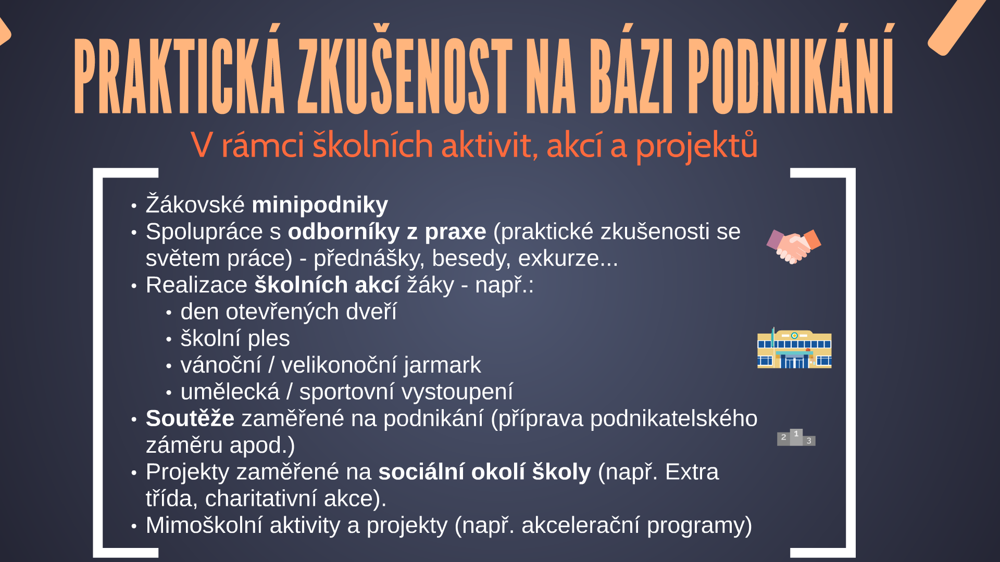 PRAKTICKÁ ZKUŠENOST NA BÁZI PODNIKÁNÍ
V rámci školních aktivit, akcí a projektů
• Žákovské minipodniky
• Spolupráce s odborníky z praxe (praktické zkušenosti se
světem práce) - přednášky, besedy, exkurze...
• Realizace školních akcí žáky - např.:
• den otevřených dveří
• školní ples
• vánoční / velikonoční jarmark
• umělecká / sportovní vystoupení
• Soutěže zaměřené na podnikání (příprava podnikatelského
záměru apod.)
2 1 3
• Projekty zaměřené na sociální okolí školy (např. Extra
třída, charitativní akce).
• Mimoškolní aktivity a projekty (např. akcelerační programy)